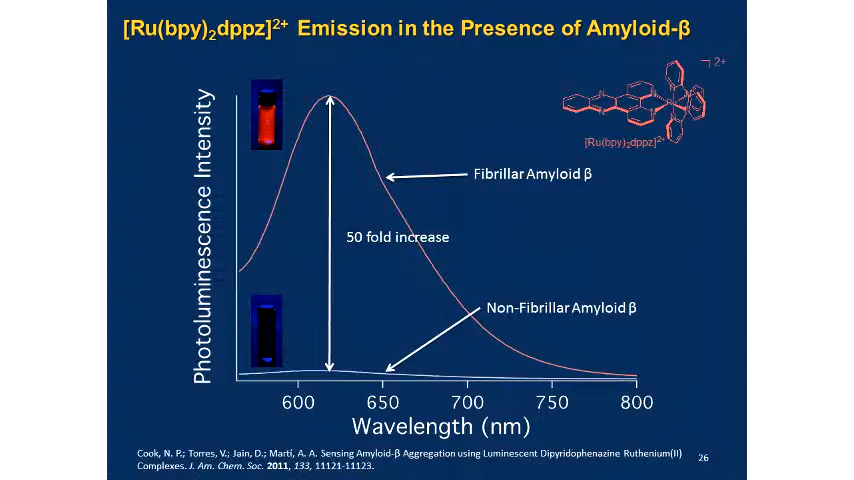 [Ru(bpy)₂dppz]²⁺ Emission in the Presence of Amyloid-β
2+
N
N
N
N
Ru
[Ru(bpy)₂dppz]²⁺
Photoluminescence Intensity
Fibrillar Amyloid β
50 fold increase
Non-Fibrillar Amyloid β
600 650 700 750 800
Wavelength (nm)
Cook, N. P.; Torres, V.; Jain, D.; Martí, A. A. Sensing Amyloid-β Aggregation using Luminescent Dipyridophenazine Ruthenium(II)
Complexes. J. Am. Chem. Soc. 2011, 133, 11121-11123.
26